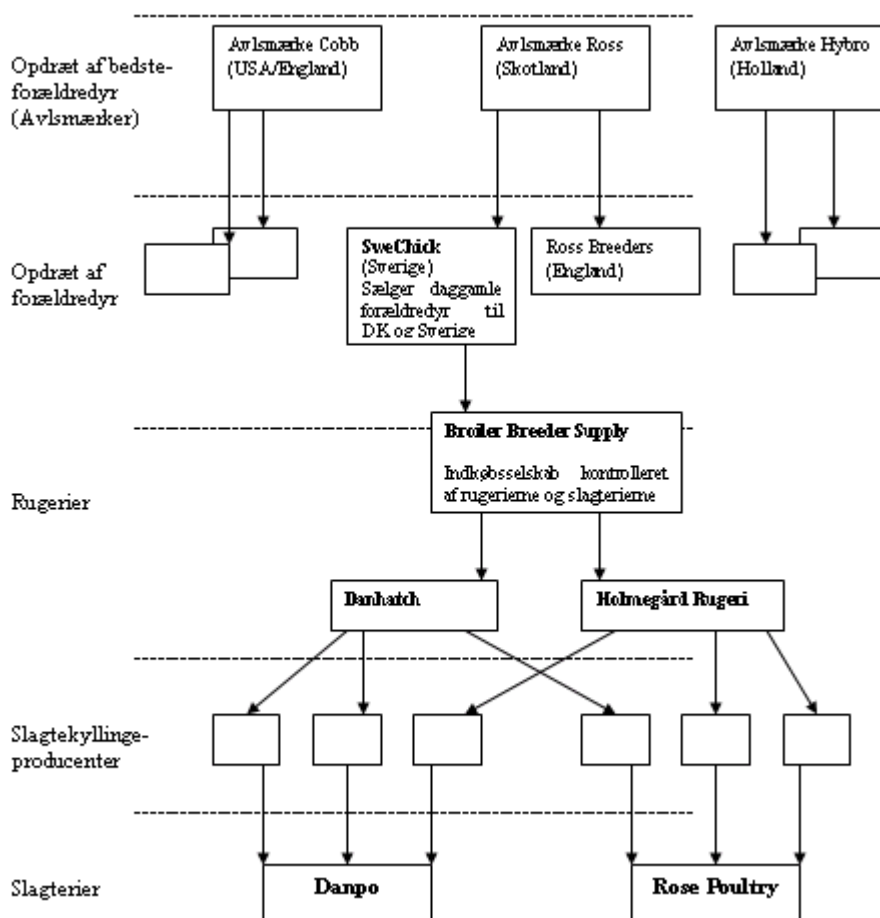 Opdræt af bedste-
forældredyr
(Avlsmærker)
Avlsmærke Cobb
(USA/England)
Avlsmærke Ross
(Skotland)
Avlsmærke Hybro
(Holland)
Opdræt af
forældredyr
SweChick
(Sverige)
Sælger daggamle
forældredyr til
DK og Sverige
Ross Breeders
(England)
Rugerier
Broiler Breeder Supply
Indkøbsselskab kontrolleret
af rugerierne og slagterierne
Danhatch
Holmegård Rugeri
Slagtekyllinge-
producenter
Slagterier
Danpo
Rose Poultry